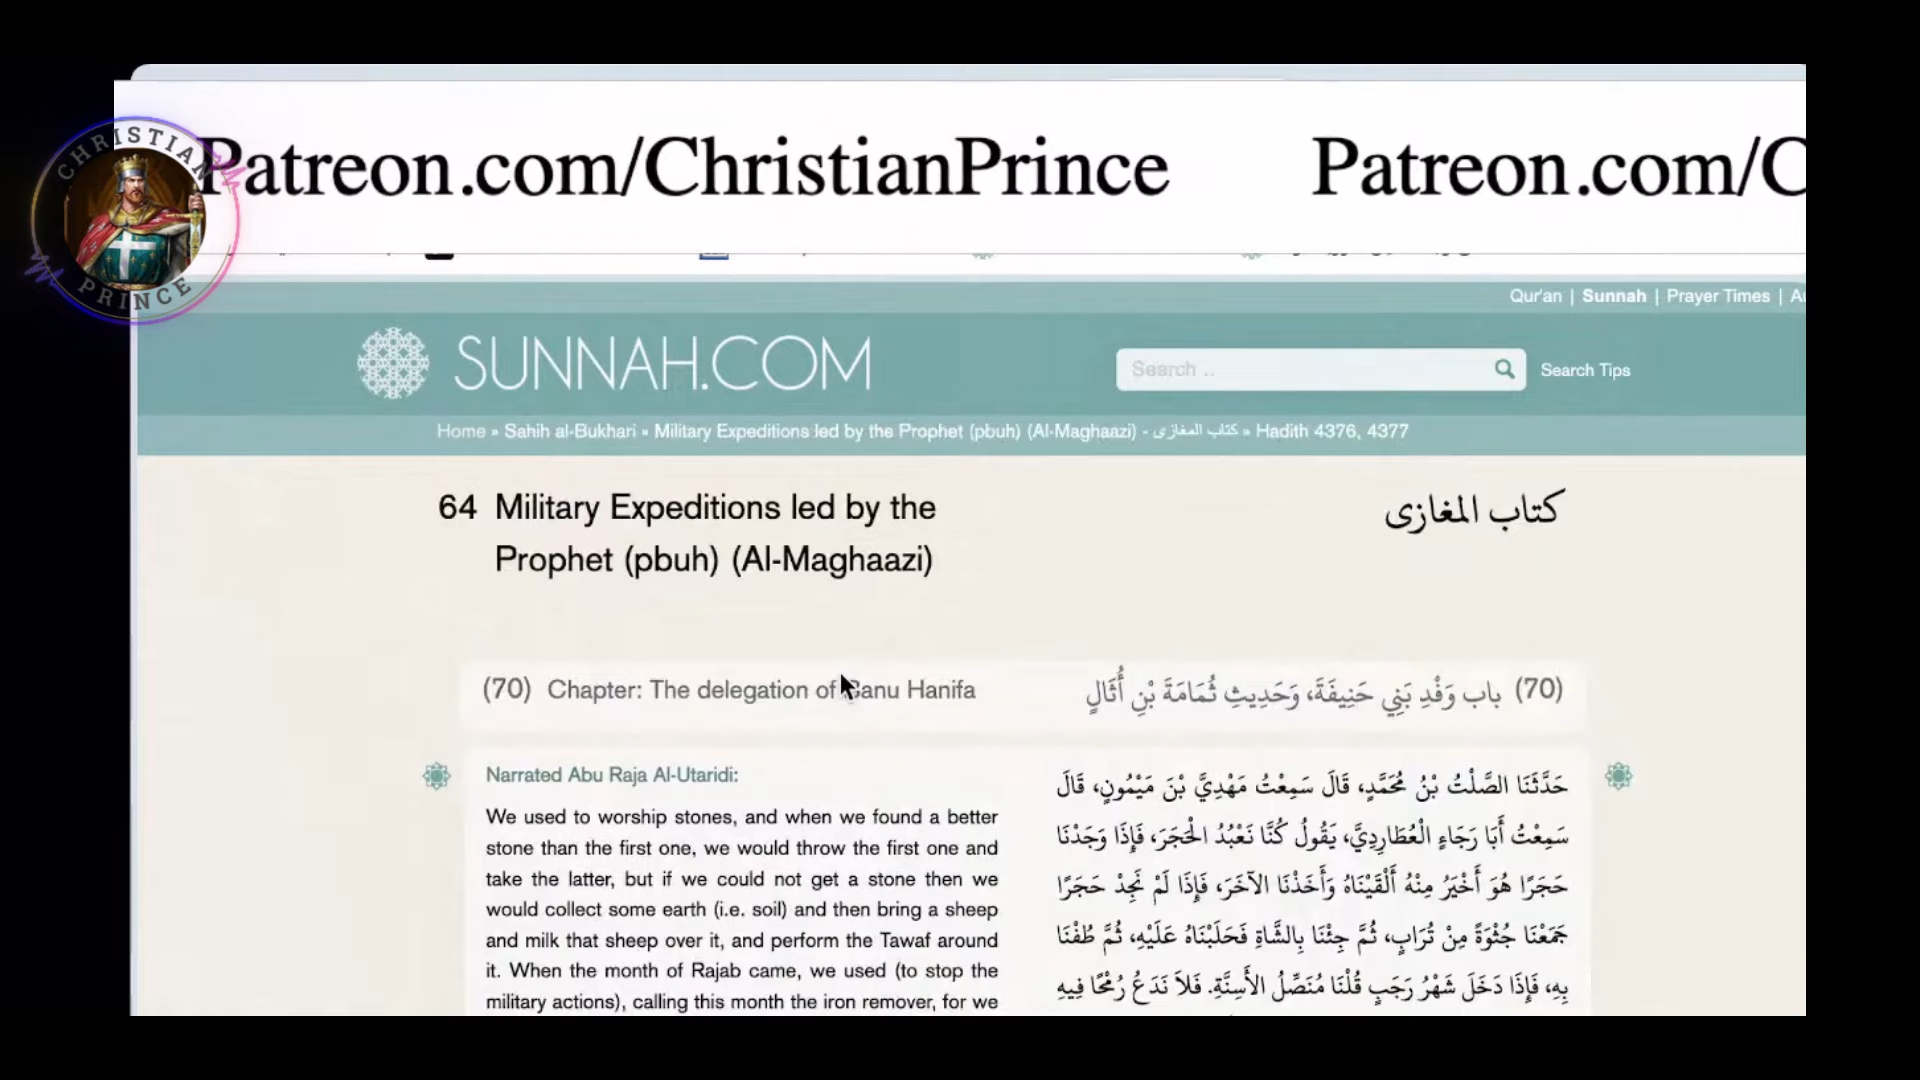 Patreon.com/ChristianPrince Patreon.com/C
CHRISTIAN
PRINCE
Qur'an | Sunnah | Prayer Times |
SUNNAH.COM
Search ..
Search Tips
Home » Sahih al-Bukhari » Military Expeditions led by the Prophet (pbuh) (Al-Maghaazi) - كتاب المغازى » Hadith 4376, 4377
64 Military Expeditions led by the
Prophet (pbuh) (Al-Maghaazi)
كتاب المغازى
(70) Chapter: The delegation of Banu Hanifa
(70) باب وَفْدِ بَنِي حَنِيفَةَ، وَحَدِيثِ ثُمَامَةَ بْنِ أُثَالٍ
Narrated Abu Raja Al-Utaridi:
We used to worship stones, and when we found a better
stone than the first one, we would throw the first one and
take the latter, but if we could not get a stone then we
would collect some earth (i.e. soil) and then bring a sheep
and milk that sheep over it, and perform the Tawaf around
it. When the month of Rajab came, we used (to stop the
military actions), calling this month the iron remover, for we
حَدَّثَنَا الصَّلْتُ بْنُ مُحَمَّدٍ، قَالَ سَمِعْتُ مَهْدِيَّ بْنَ مَيْمُونٍ، قَالَ
سَمِعْتُ أَبَا رَجَاءٍ الْعُطَارِدِيَّ، يَقُولُ كُنَّا نَعْبُدُ الْحَجَرَ، فَإِذَا وَجَدْنَا
حَجَرًا هُوَ أَخْيَرُ مِنْهُ أَلْقَيْنَاهُ وَأَخَذْنَا الآخَرَ، فَإِذَا لَمْ نَجِدْ حَجَرًا
جَمَعْنَا جُثْوَةً مِنْ تُرَابٍ، ثُمَّ جِئْنَا بِالشَّاةِ فَحَلَبْنَاهُ عَلَيْهِ، ثُمَّ طُفْنَا
بِهِ، فَإِذَا دَخَلَ شَهْرُ رَجَبٍ قُلْنَا مُنَصِّلُ الأَسِنَّةِ. فَلاَ نَدَعُ رُمْحًا فِيهِ